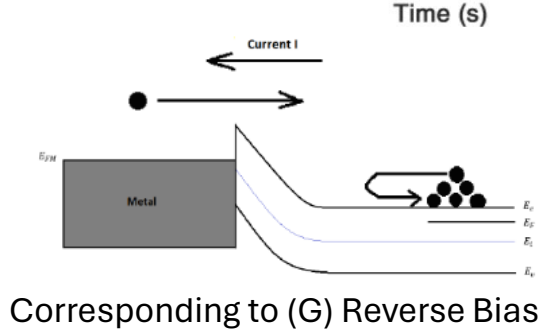 Time (s)
Current I
E_FM
Metal
E_c
E_F
E_i
E_v
Corresponding to (G) Reverse Bias